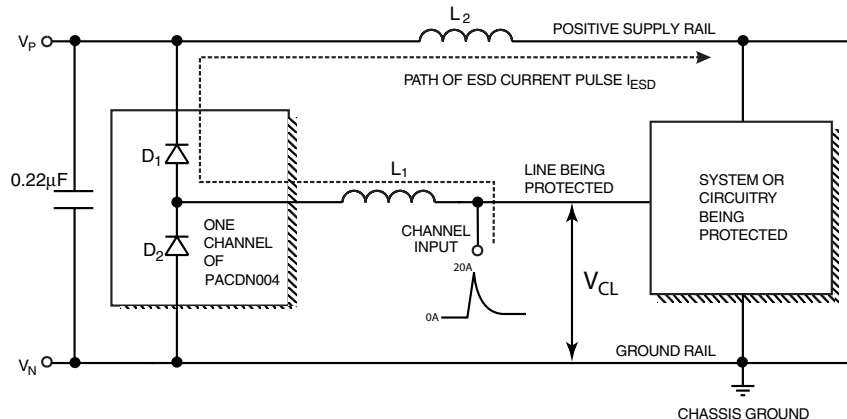 L2
VP
POSITIVE SUPPLY RAIL
PATH OF ESD CURRENT PULSE IESD
D1
0.22μF
L1
LINE BEING
PROTECTED
SYSTEM OR
CIRCUITRY
BEING
PROTECTED
ONE
CHANNEL
OF
PACDN004
D2
CHANNEL
INPUT
20A
VCL
0A
VN
GROUND RAIL
CHASSIS GROUND